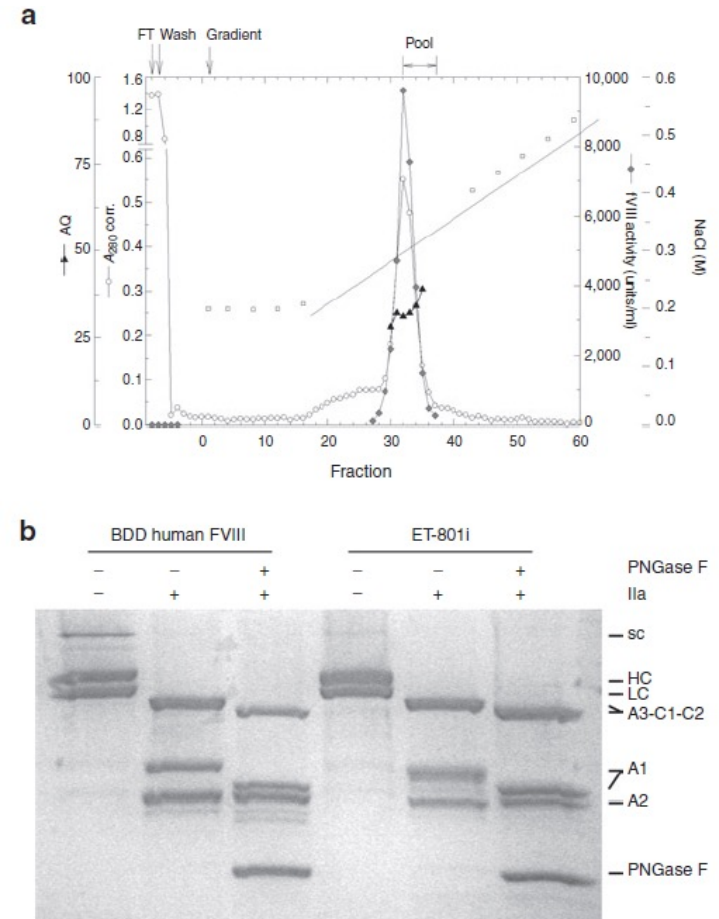 a
FT Wash Gradient
Pool
100
75
50
25
0
AQ
1.6
1.2
0.8
0.6
0.5
0.4
0.3
0.2
0.1
0.0
A280 corr.
10,000
8,000
6,000
4,000
2,000
0
fVIII activity (units/ml)
0.6
0.5
0.4
0.3
0.2
0.1
0.0
NaCl (M)
0 10 20 30 40 50 60
Fraction
b
BDD human FVIII ET-801i
– – + – – + PNGase F
– + + – + + IIa
sc
HC
LC
A3-C1-C2
A1
A2
PNGase F